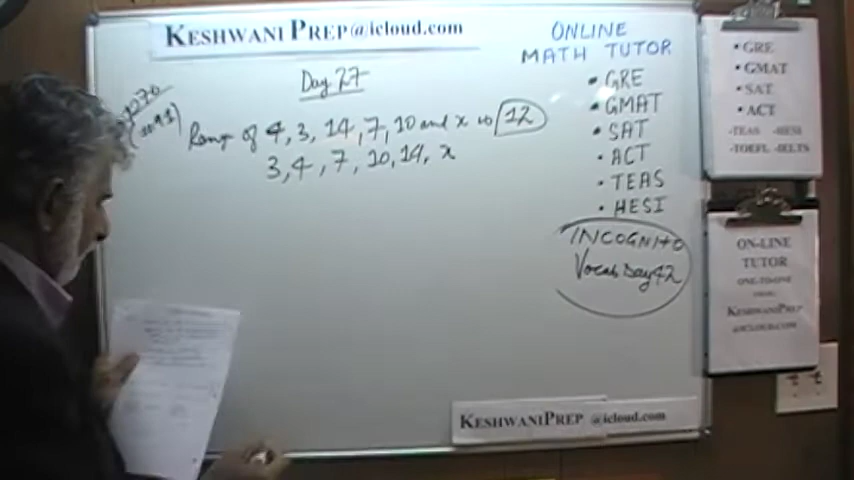 KESHWANI PREP@icloud.com
Day 27
Range of 4, 3, 14, 7, 10 and x is 12
3, 4, 7, 10, 14, x
ONLINE
MATH TUTOR
• GRE
• GMAT
• SAT
• ACT
• TEAS
• HESI
INCOGNITO
Vocab Day 42
• GRE
• GMAT
• SAT
• ACT
-TEAS -HESI
-TOEFL -IELTS
ON-LINE
TUTOR
ONE-TO-ONE
KESHWANIPREP
@iCLOUD.COM
KESHWANIPREP @icloud.com